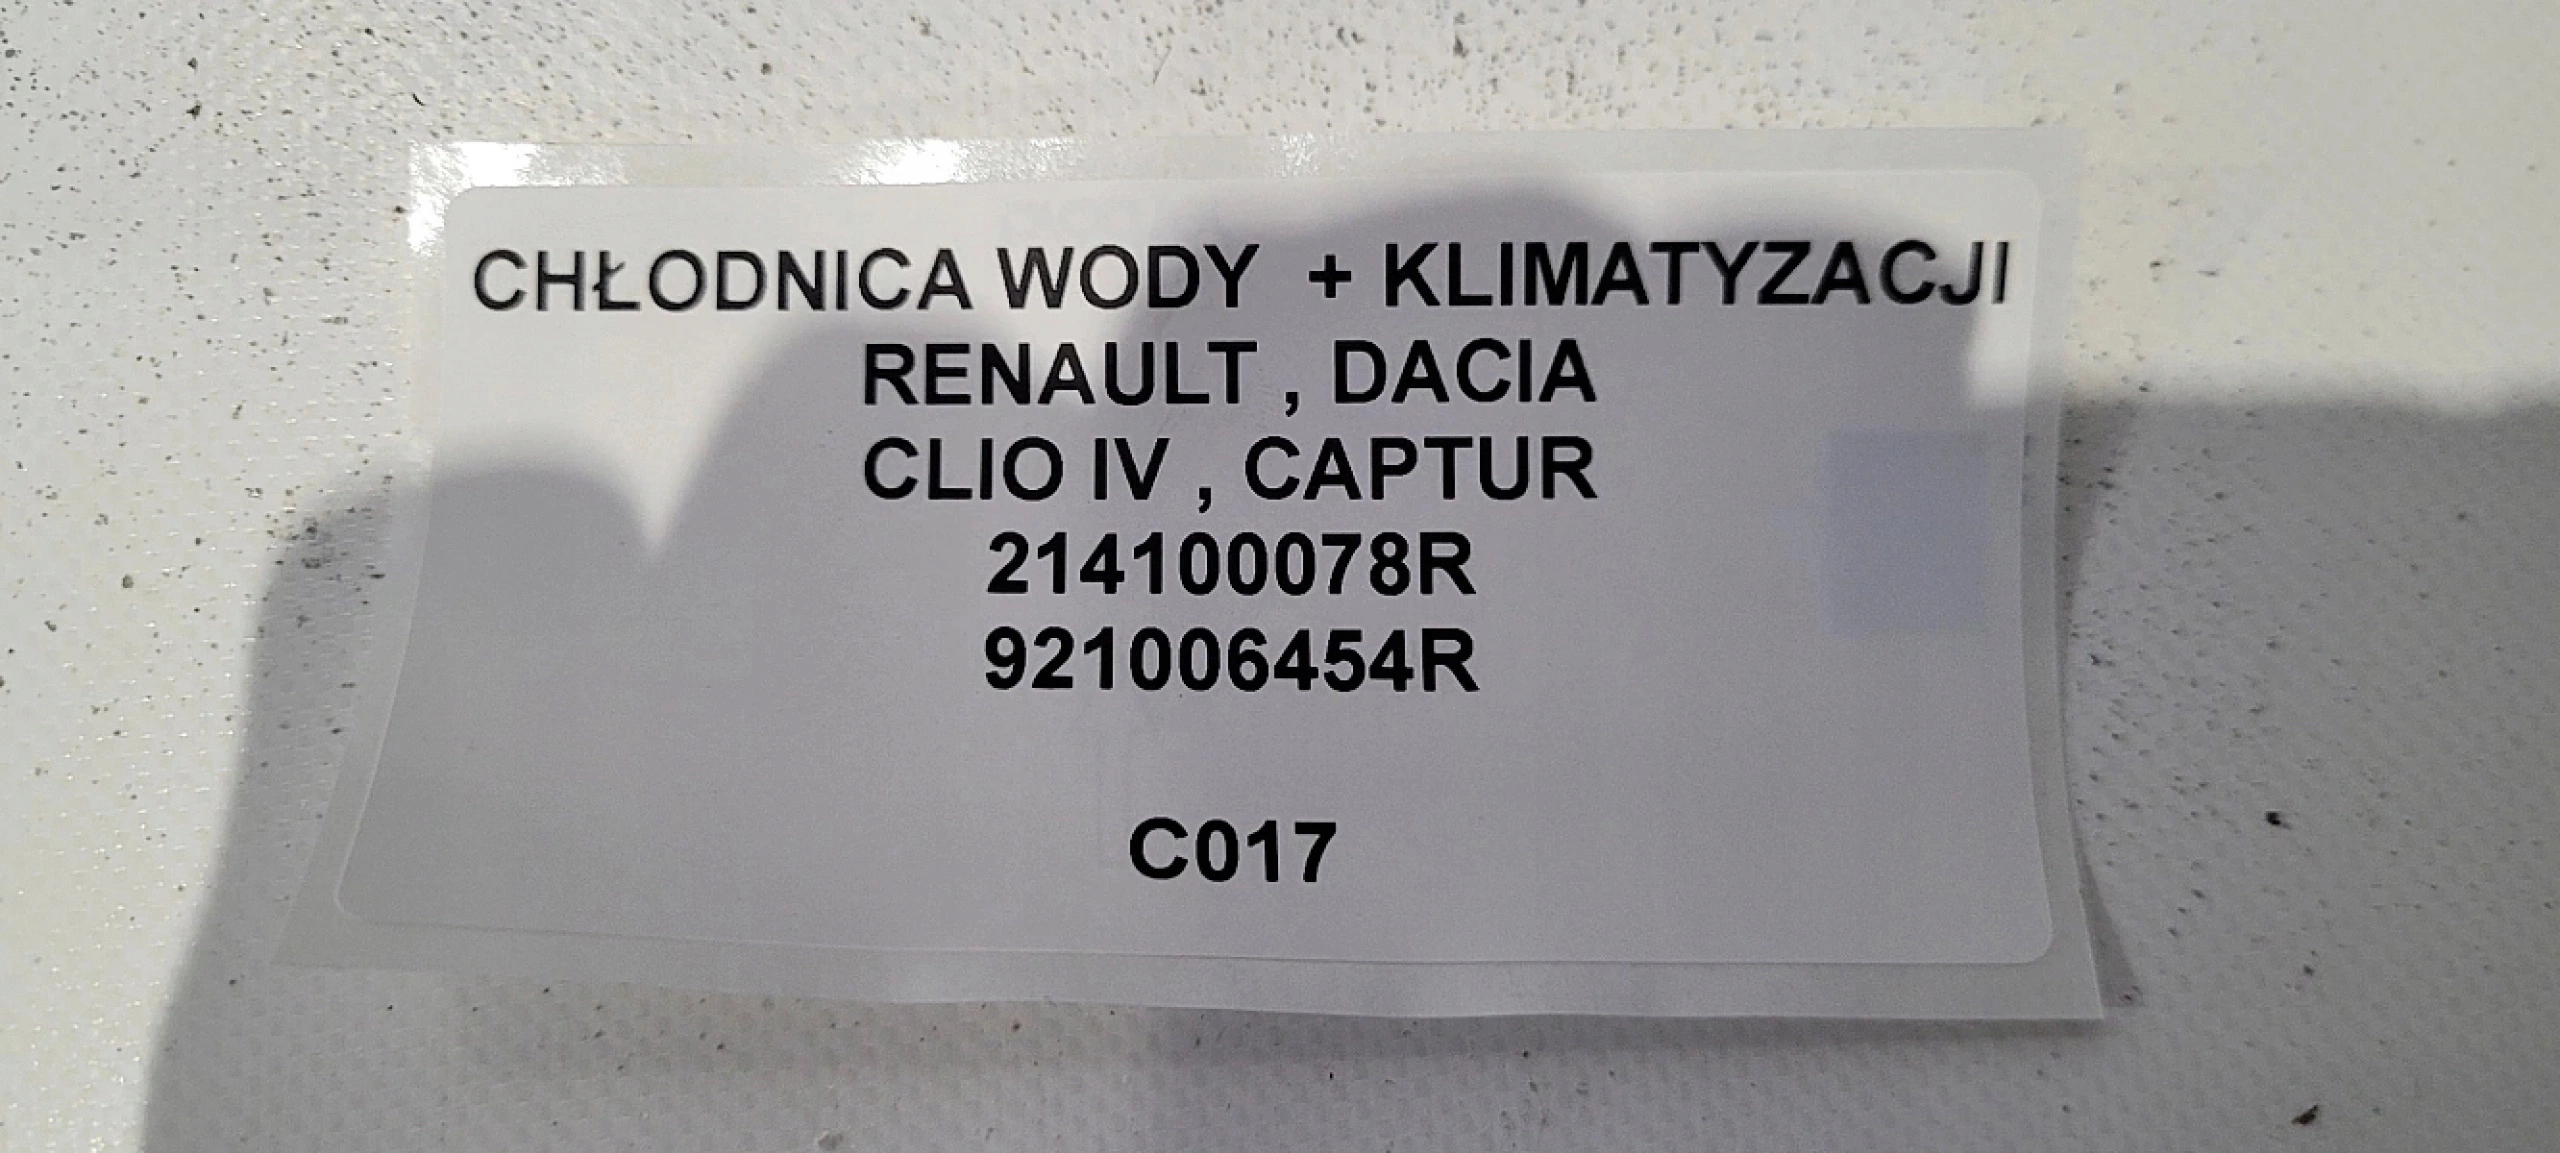 CHŁODNICA WODY + KLIMATYZACJI
RENAULT , DACIA
CLIO IV , CAPTUR
214100078R
921006454R
C017